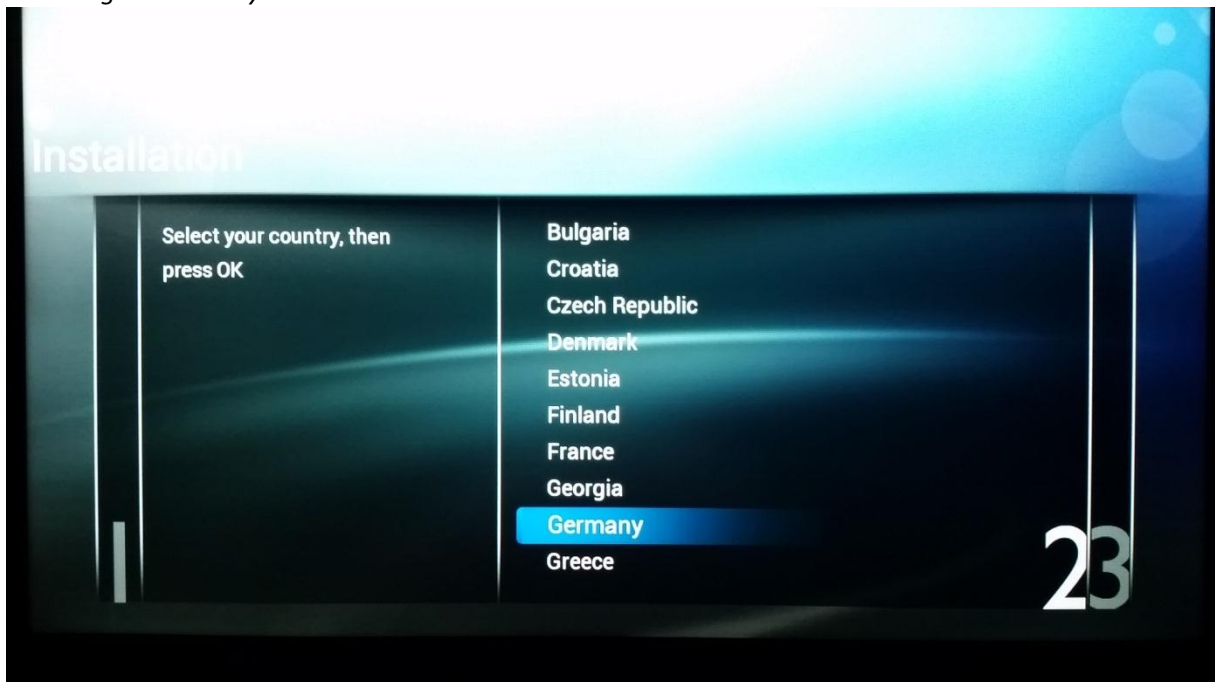 Installation
Select your country, then
press OK
Bulgaria
Croatia
Czech Republic
Denmark
Estonia
Finland
France
Georgia
Germany
Greece
1
23